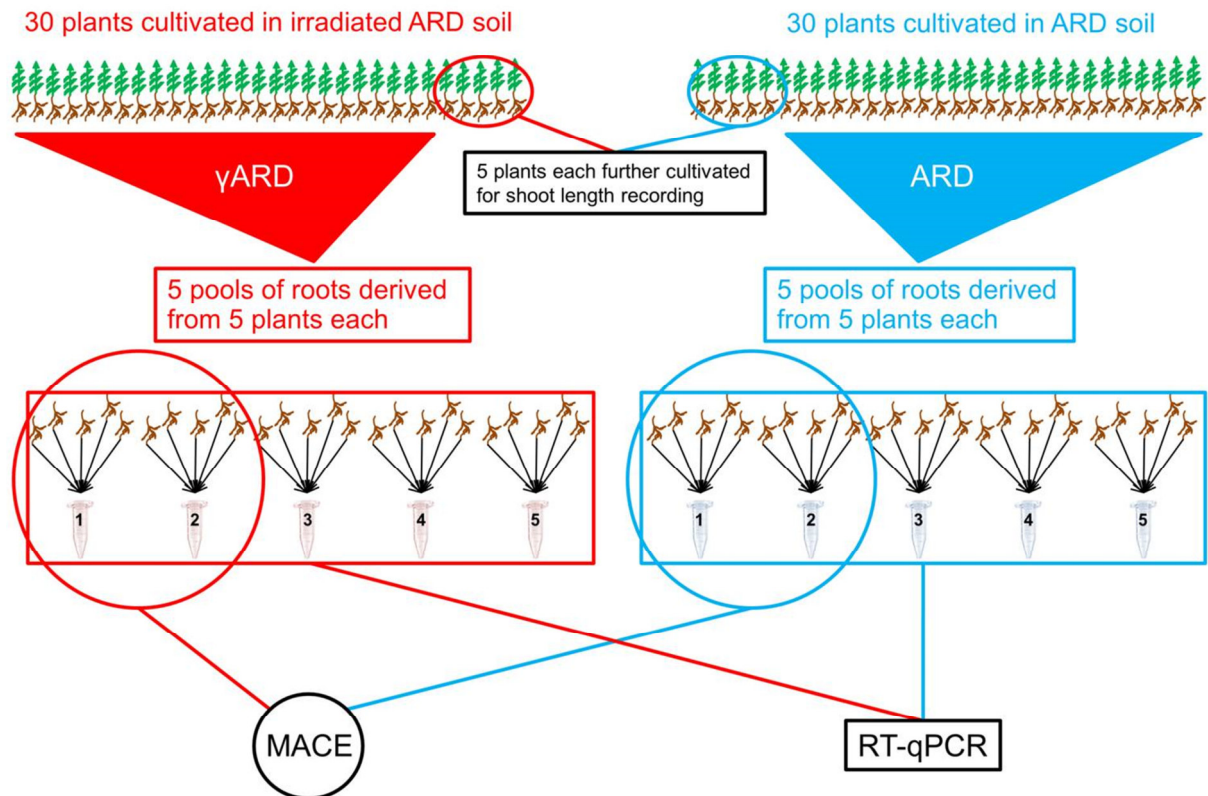 30 plants cultivated in irradiated ARD soil
30 plants cultivated in ARD soil
γARD
5 plants each further cultivated
for shoot length recording
ARD
5 pools of roots derived
from 5 plants each
5 pools of roots derived
from 5 plants each
1
2
3
4
5
1
2
3
4
5
MACE
RT-qPCR